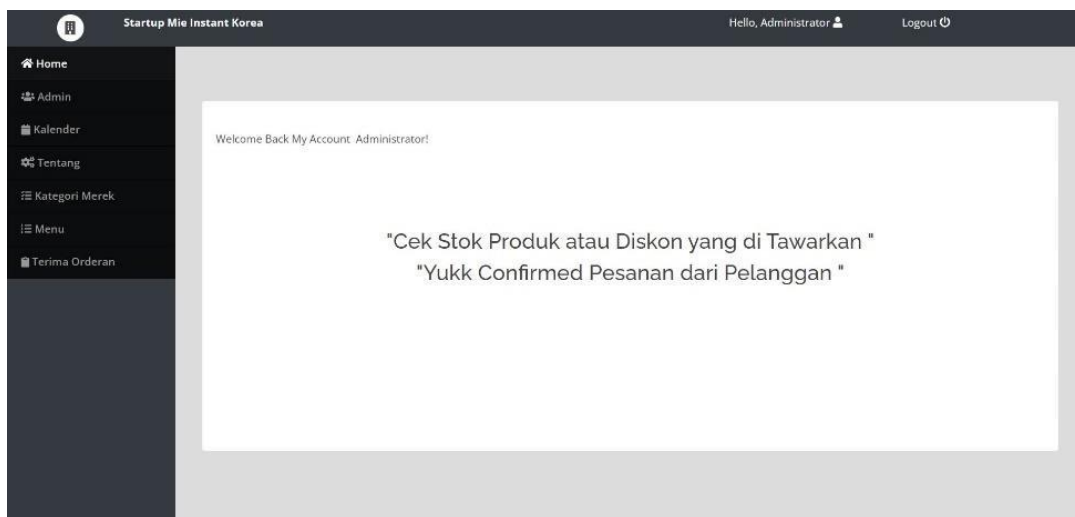 Startup Mie Instant Korea
Hello, Administrator
Logout
Home
Admin
Kalender
Tentang
Kategori Merek
Menu
Terima Orderan
Welcome Back My Account Administrator!
"Cek Stok Produk atau Diskon yang di Tawarkan "
"Yukk Confirmed Pesanan dari Pelanggan "